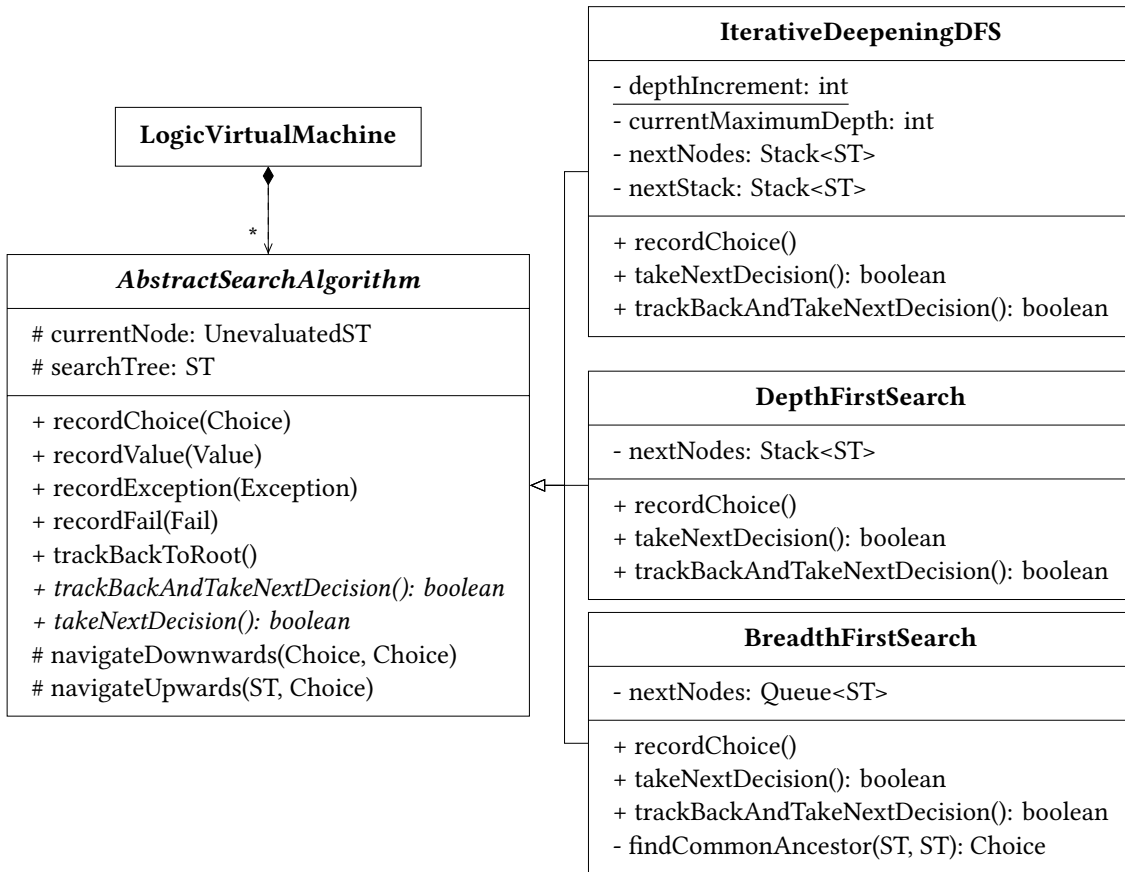 LogicVirtualMachine
*
AbstractSearchAlgorithm
# currentNode: UnevaluatedST
# searchTree: ST
+ recordChoice(Choice)
+ recordValue(Value)
+ recordException(Exception)
+ recordFail(Fail)
+ trackBackToRoot()
+ trackBackAndTakeNextDecision(): boolean
+ takeNextDecision(): boolean
# navigateDownwards(Choice, Choice)
# navigateUpwards(ST, Choice)
IterativeDeepeningDFS
- depthIncrement: int
- currentMaximumDepth: int
- nextNodes: Stack<ST>
- nextStack: Stack<ST>
+ recordChoice()
+ takeNextDecision(): boolean
+ trackBackAndTakeNextDecision(): boolean
DepthFirstSearch
- nextNodes: Stack<ST>
+ recordChoice()
+ takeNextDecision(): boolean
+ trackBackAndTakeNextDecision(): boolean
BreadthFirstSearch
- nextNodes: Queue<ST>
+ recordChoice()
+ takeNextDecision(): boolean
+ trackBackAndTakeNextDecision(): boolean
- findCommonAncestor(ST, ST): Choice